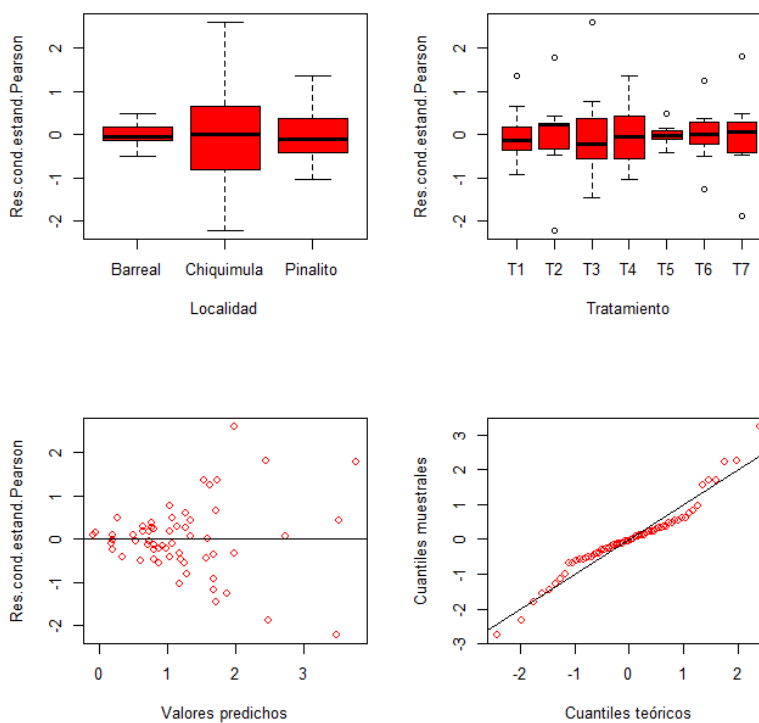 Res.cond.estand.Pearson
2
1
0
-1
-2
Barreal Chiquimula Pinalito
Localidad
Res.cond.estand.Pearson
2
1
0
-1
-2
T1 T2 T3 T4 T5 T6 T7
Tratamiento
Res.cond.estand.Pearson
2
1
0
-1
-2
0 1 2 3
Valores predichos
Cuantiles muestrales
3
2
1
0
-1
-2
-3
-2 -1 0 1 2
Cuantiles teóricos